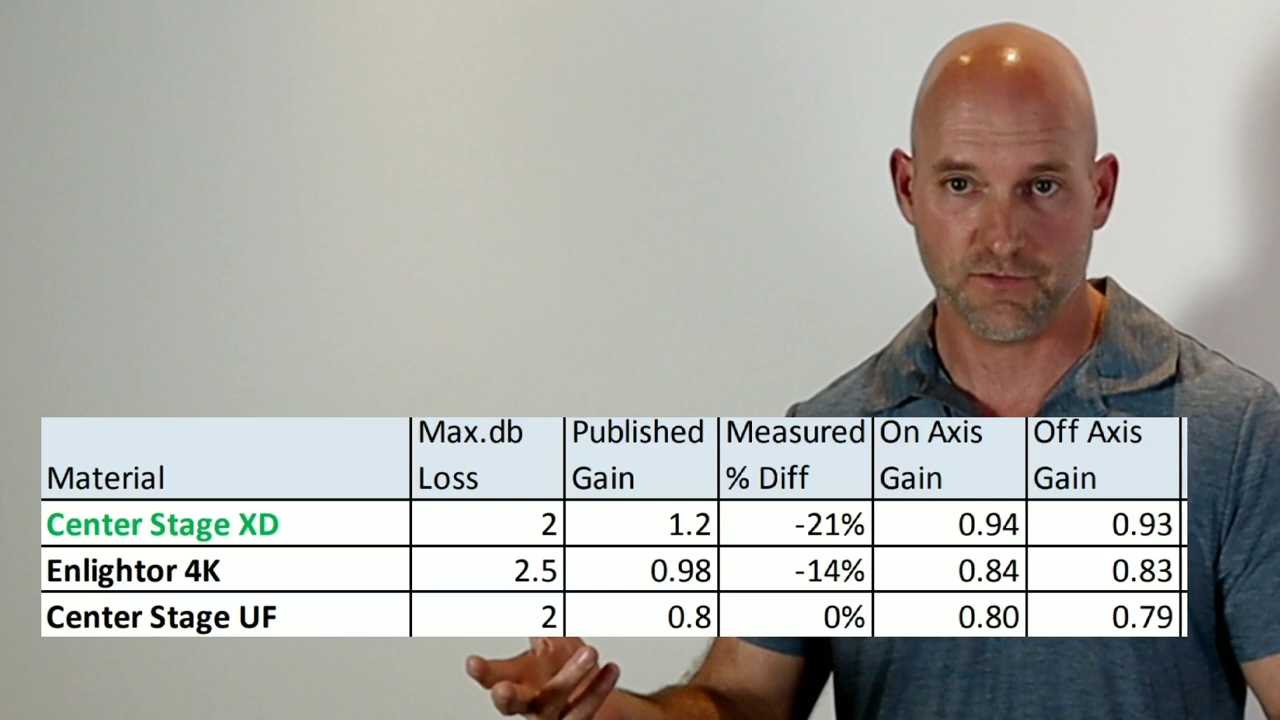 Material Max.db Loss Published Gain Measured % Diff On Axis Gain Off Axis Gain
Center Stage XD 2 1.2 -21% 0.94 0.93
Enlightor 4K 2.5 0.98 -14% 0.84 0.83
Center Stage UF 2 0.8 0% 0.80 0.79